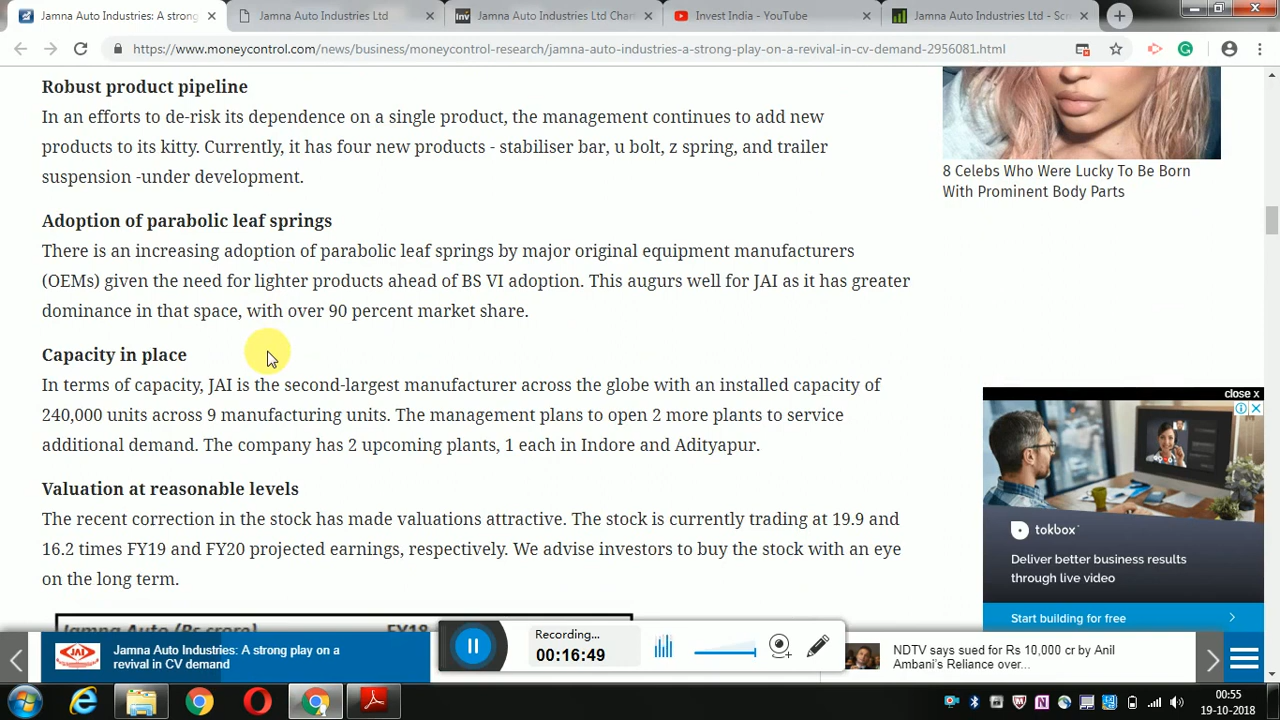 Jamna Auto Industries: A strong
Jamna Auto Industries Ltd
Jamna Auto Industries Ltd Char
Invest India - YouTube
Jamna Auto Industries Ltd - Scr
https://www.moneycontrol.com/news/business/moneycontrol-research/jamna-auto-industries-a-strong-play-on-a-revival-in-cv-demand-2956081.html
Robust product pipeline
In an efforts to de-risk its dependence on a single product, the management continues to add new
products to its kitty. Currently, it has four new products - stabiliser bar, u bolt, z spring, and trailer
suspension -under development.
Adoption of parabolic leaf springs
There is an increasing adoption of parabolic leaf springs by major original equipment manufacturers
(OEMs) given the need for lighter products ahead of BS VI adoption. This augurs well for JAI as it has greater
dominance in that space, with over 90 percent market share.
Capacity in place
In terms of capacity, JAI is the second-largest manufacturer across the globe with an installed capacity of
240,000 units across 9 manufacturing units. The management plans to open 2 more plants to service
additional demand. The company has 2 upcoming plants, 1 each in Indore and Adityapur.
Valuation at reasonable levels
The recent correction in the stock has made valuations attractive. The stock is currently trading at 19.9 and
16.2 times FY19 and FY20 projected earnings, respectively. We advise investors to buy the stock with an eye
on the long term.
Jamna Auto (Rs crore) FY18
8 Celebs Who Were Lucky To Be Born
With Prominent Body Parts
close x
tokbox
Deliver better business results
through live video
Start building for free
JAI
Jamna Auto Industries: A strong play on a
revival in CV demand
Recording...
00:16:49
NDTV says sued for Rs 10,000 cr by Anil
Ambani's Reliance over...
00:55
19-10-2018